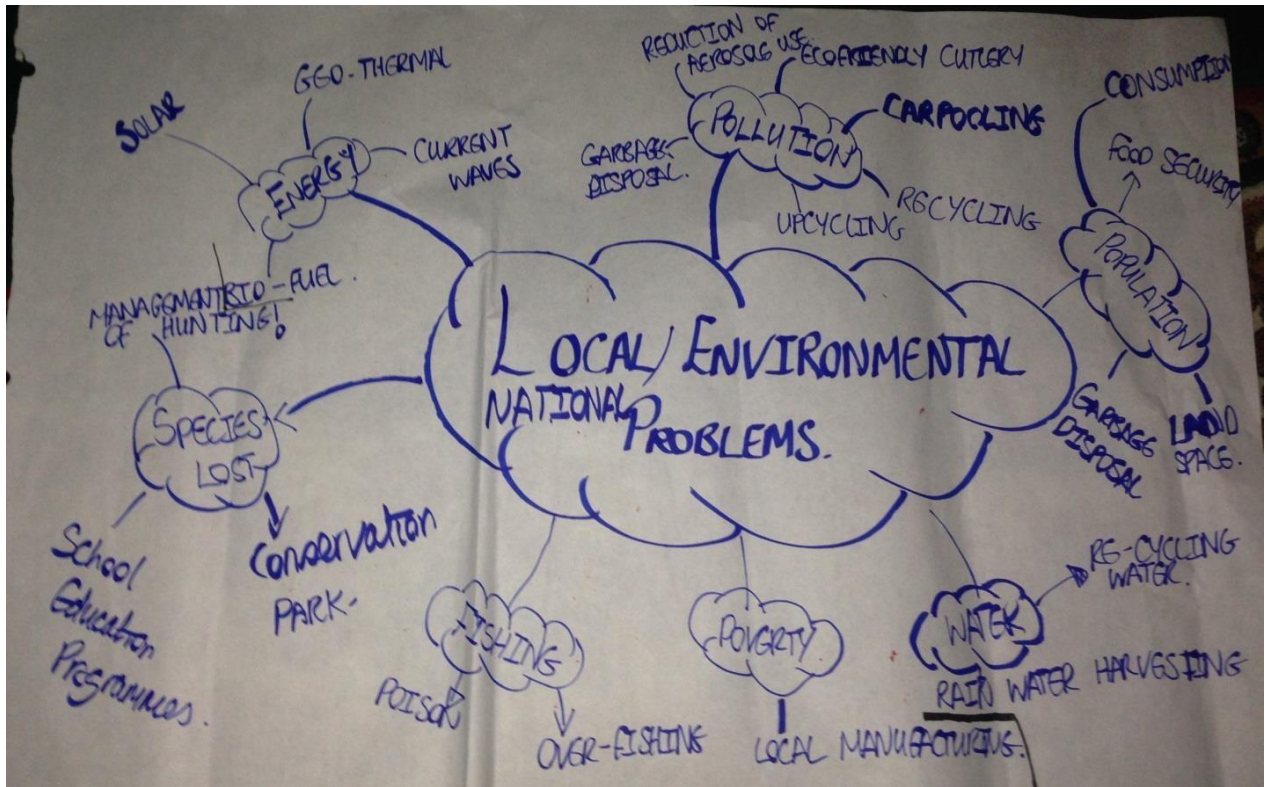 REDUCTION OF
AEROSOLS USE
ECOFRIENDLY CUTLERY
CARPOOLING
POLLUTION
GARBAGE
DISPOSAL.
UPCYCLING
RECYCLING
GEO-THERMAL
SOLAR
CURRENT
WAVES
ENERGY
BIO-FUEL.
CONSUMPTION
FOOD SECURITY
POPULATION
GARBAGE
DISPOSAL
LAND
SPACE.
LOCAL/ENVIRONMENTAL
NATIONAL PROBLEMS.
MANAGEMENT
OF HUNTING!
SPECIES
LOST
School
Education
Programmes.
Conservation
PARK-
FISHING
POISON
OVER-FISHING
POVERTY
LOCAL MANUFACTURING.
WATER
RE-CYCLING
WATER.
RAIN WATER HARVESTING